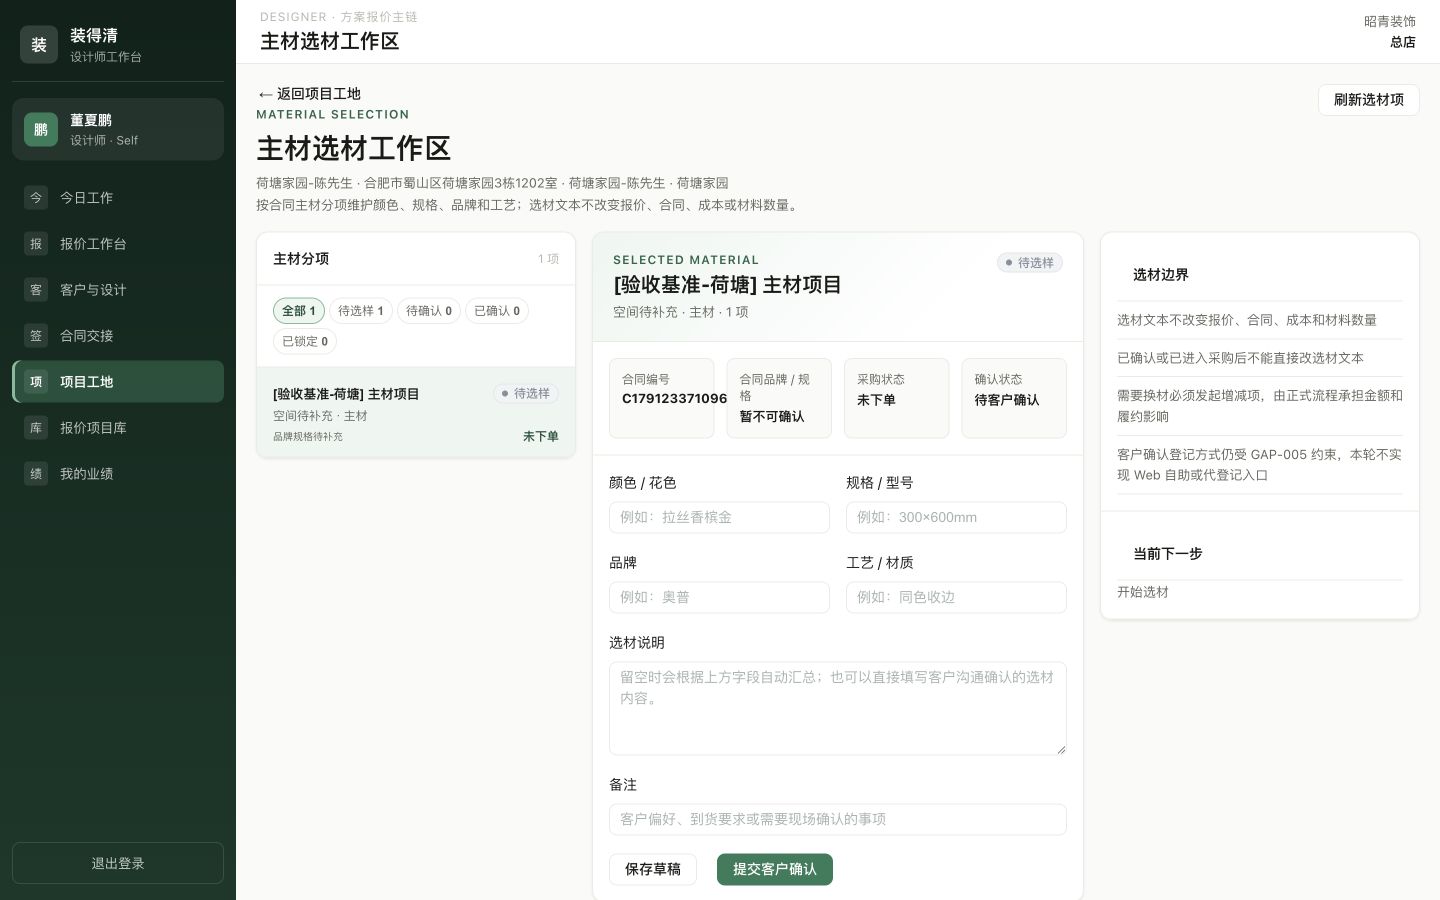 装
装得清
设计师工作台
鹏
董夏鹏
设计师 · Self
今 今日工作
报 报价工作台
客 客户与设计
签 合同交接
项 项目工地
库 报价项目库
绩 我的业绩
退出登录
DESIGNER · 方案报价主链
主材选材工作区
昭青装饰
总店
← 返回项目工地
MATERIAL SELECTION
主材选材工作区
荷塘家园-陈先生 · 合肥市蜀山区荷塘家园3栋1202室 · 荷塘家园-陈先生 · 荷塘家园
按合同主材分项维护颜色、规格、品牌和工艺；选材文本不改变报价、合同、成本或材料数量。
刷新选材项
主材分项
1 项
全部 1
待选样 1
待确认 0
已确认 0
已锁定 0
[验收基准-荷塘] 主材项目
待选样
空间待补充 · 主材
品牌规格待补充
未下单
SELECTED MATERIAL
[验收基准-荷塘] 主材项目
空间待补充 · 主材 · 1 项
待选样
合同编号
C179123371096
合同品牌 / 规
格
暂不可确认
采购状态
未下单
确认状态
待客户确认
颜色 / 花色
例如：拉丝香槟金
规格 / 型号
例如：300×600mm
品牌
例如：奥普
工艺 / 材质
例如：同色收边
选材说明
留空时会根据上方字段自动汇总；也可以直接填写客户沟通确认的选材
内容。
备注
客户偏好、到货要求或需要现场确认的事项
保存草稿
提交客户确认
选材边界
选材文本不改变报价、合同、成本和材料数量
已确认或已进入采购后不能直接改选材文本
需要换材必须发起增减项，由正式流程承担金额和
履约影响
客户确认登记方式仍受 GAP-005 约束，本轮不实
现 Web 自助或代登记入口
当前下一步
开始选材